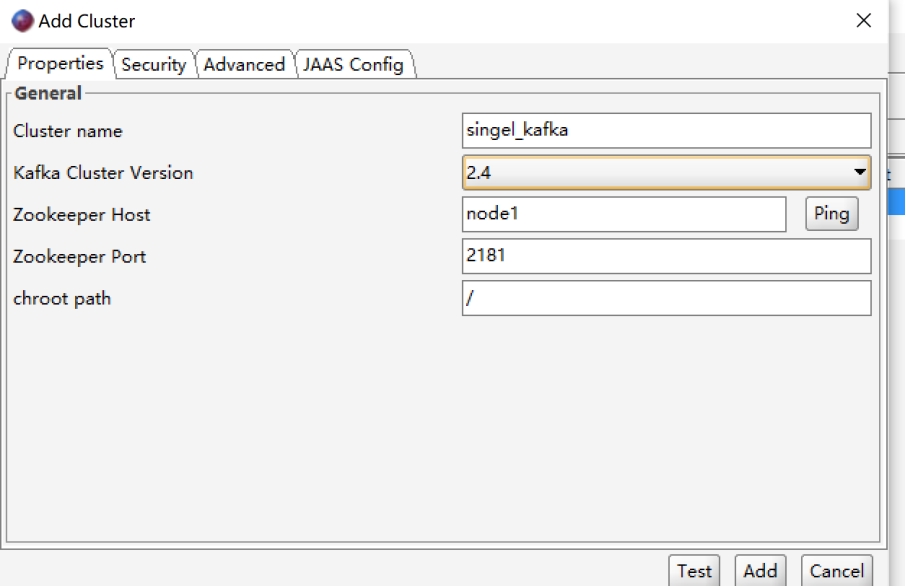 Add Cluster
Properties Security Advanced JAAS Config
General
Cluster name singel_kafka
Kafka Cluster Version 2.4
Zookeeper Host node1 Ping
Zookeeper Port 2181
chroot path /
Test Add Cancel